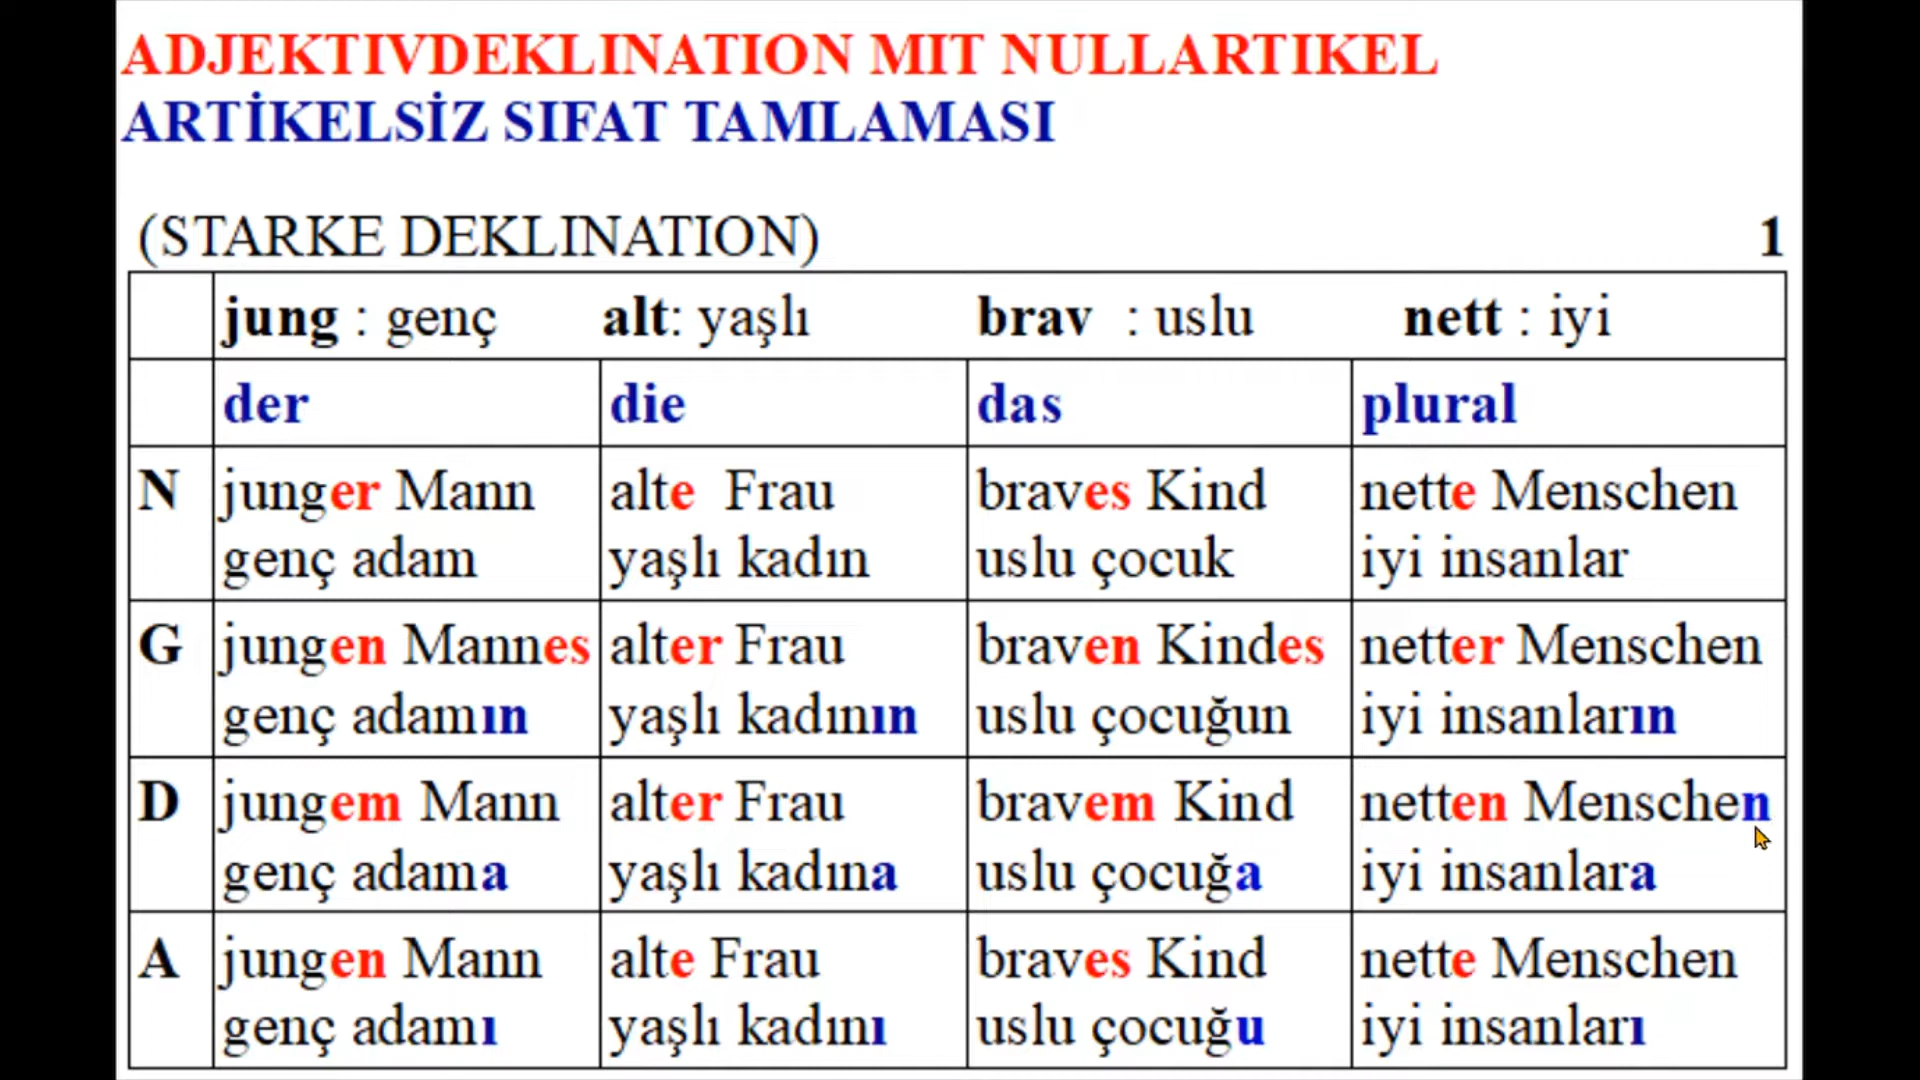 ADJEKTIVDEKLINATION MIT NULLARTIKEL
ARTİKELSİZ SIFAT TAMLAMASI
(STARKE DEKLINATION) 1
jung : genç alt: yaşlı brav : uslu nett : iyi
der die das plural
N junger Mann alte Frau braves Kind nette Menschen
genç adam yaşlı kadın uslu çocuk iyi insanlar
G jungen Mannes alter Frau braven Kindes netter Menschen
genç adamın yaşlı kadının uslu çocuğun iyi insanların
D jungem Mann alter Frau bravem Kind netten Menschen
genç adama yaşlı kadına uslu çocuğa iyi insanlara
A jungen Mann alte Frau braves Kind nette Menschen
genç adamı yaşlı kadını uslu çocuğu iyi insanları